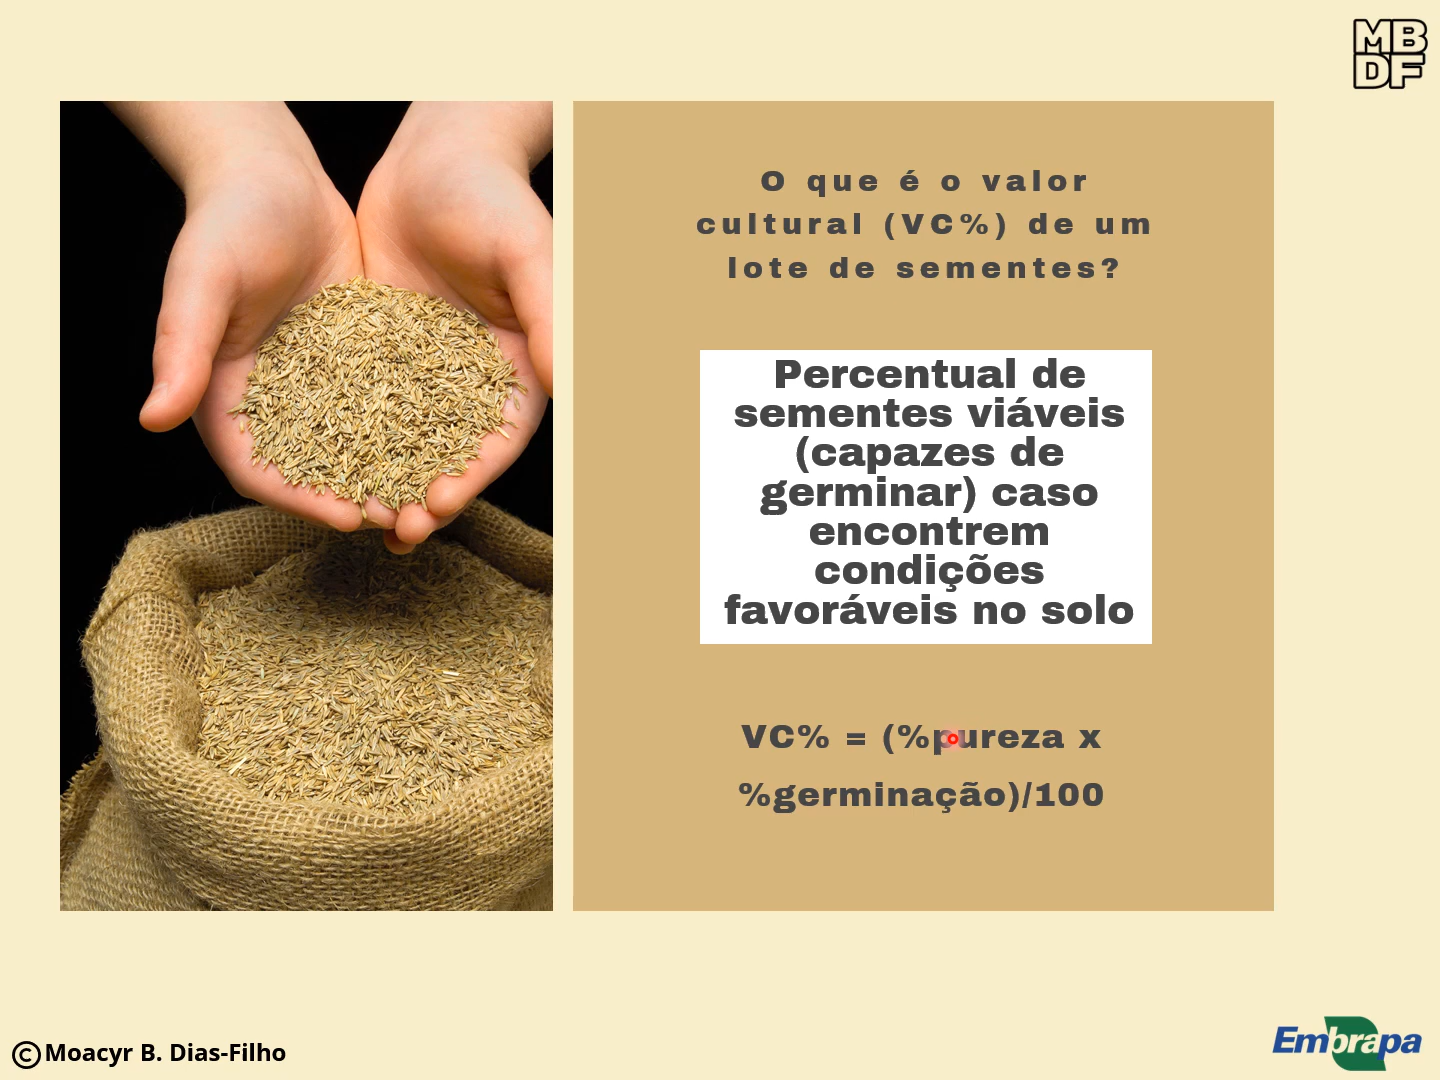 MB
DF
O que é o valor
cultural (VC%) de um
lote de sementes?
Percentual de
sementes viáveis
(capazes de
germinar) caso
encontrem
condições
favoráveis no solo
VC% = (%pureza x
%germinação)/100
©Moacyr B. Dias-Filho
Embrapa